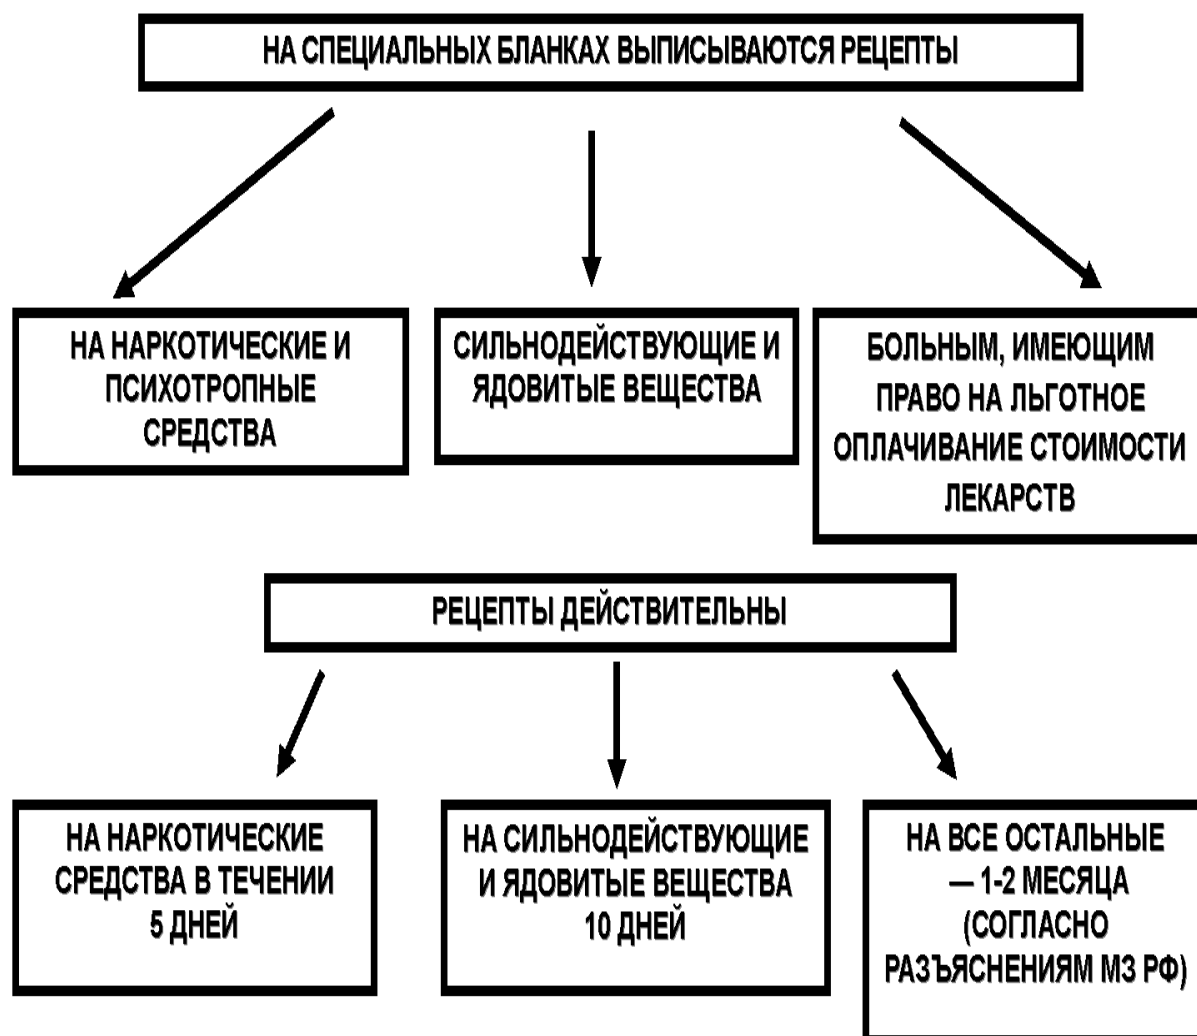 НА СПЕЦИАЛЬНЫХ БЛАНКАХ ВЫПИСЫВАЮТСЯ РЕЦЕПТЫ
НА НАРКОТИЧЕСКИЕ И
ПСИХОТРОПНЫЕ
СРЕДСТВА
СИЛЬНОДЕЙСТВУЮЩИЕ И
ЯДОВИТЫЕ ВЕЩЕСТВА
БОЛЬНЫМ, ИМЕЮЩИМ
ПРАВО НА ЛЬГОТНОЕ
ОПЛАЧИВАНИЕ СТОИМОСТИ
ЛЕКАРСТВ
РЕЦЕПТЫ ДЕЙСТВИТЕЛЬНЫ
НА НАРКОТИЧЕСКИЕ
СРЕДСТВА В ТЕЧЕНИИ
5 ДНЕЙ
НА СИЛЬНОДЕЙСТВУЮЩИЕ
И ЯДОВИТЫЕ ВЕЩЕСТВА
10 ДНЕЙ
НА ВСЕ ОСТАЛЬНЫЕ
— 1-2 МЕСЯЦА
(СОГЛАСНО
РАЗЪЯСНЕНИЯМ МЗ РФ)